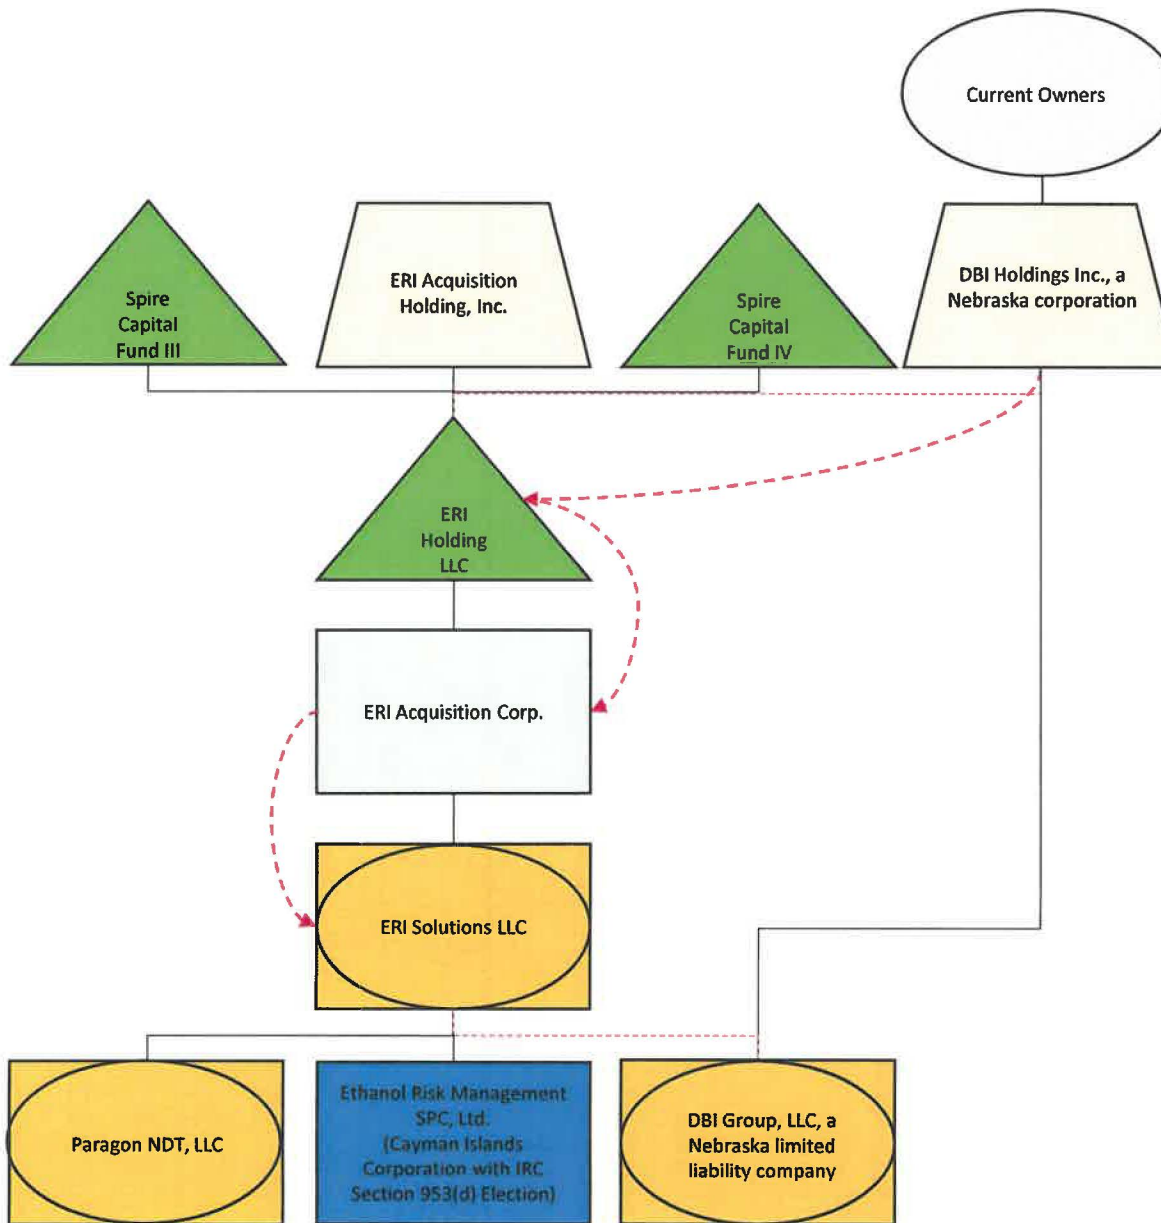 Current Owners
Spire
Capital
Fund III
ERI Acquisition
Holding, Inc.
Spire
Capital
Fund IV
DBI Holdings Inc., a
Nebraska corporation
ERI
Holding
LLC
ERI Acquisition Corp.
ERI Solutions LLC
Paragon NDT, LLC
Ethanol Risk Management
SPC, Ltd.
(Cayman Islands
Corporation with IRC
Section 953(d) Election)
DBI Group, LLC, a
Nebraska limited
liability company